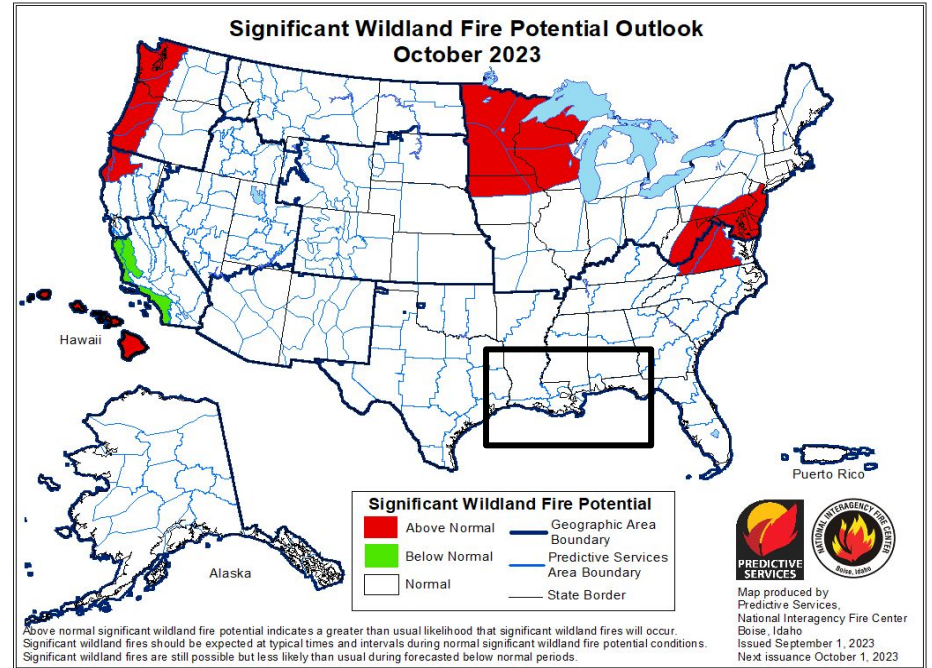 Significant Wildland Fire Potential Outlook
October 2023
Hawaii
Alaska
Puerto Rico
Significant Wildland Fire Potential
Above Normal
Below Normal
Normal
Geographic Area
Boundary
Predictive Services
Area Boundary
State Border
PREDICTIVE
SERVICES
NATIONAL INTERAGENCY FIRE CENTER
Boise, Idaho
Map produced by
Predictive Services,
National Interagency Fire Center
Boise, Idaho
Issued September 1, 2023
Next issuance October 1, 2023
Above normal significant wildland fire potential indicates a greater than usual likelihood that significant wildland fires will occur.
Significant wildland fires should be expected at typical times and intervals during normal significant wildland fire potential conditions.
Significant wildland fires are still possible but less likely than usual during forecasted below normal periods.